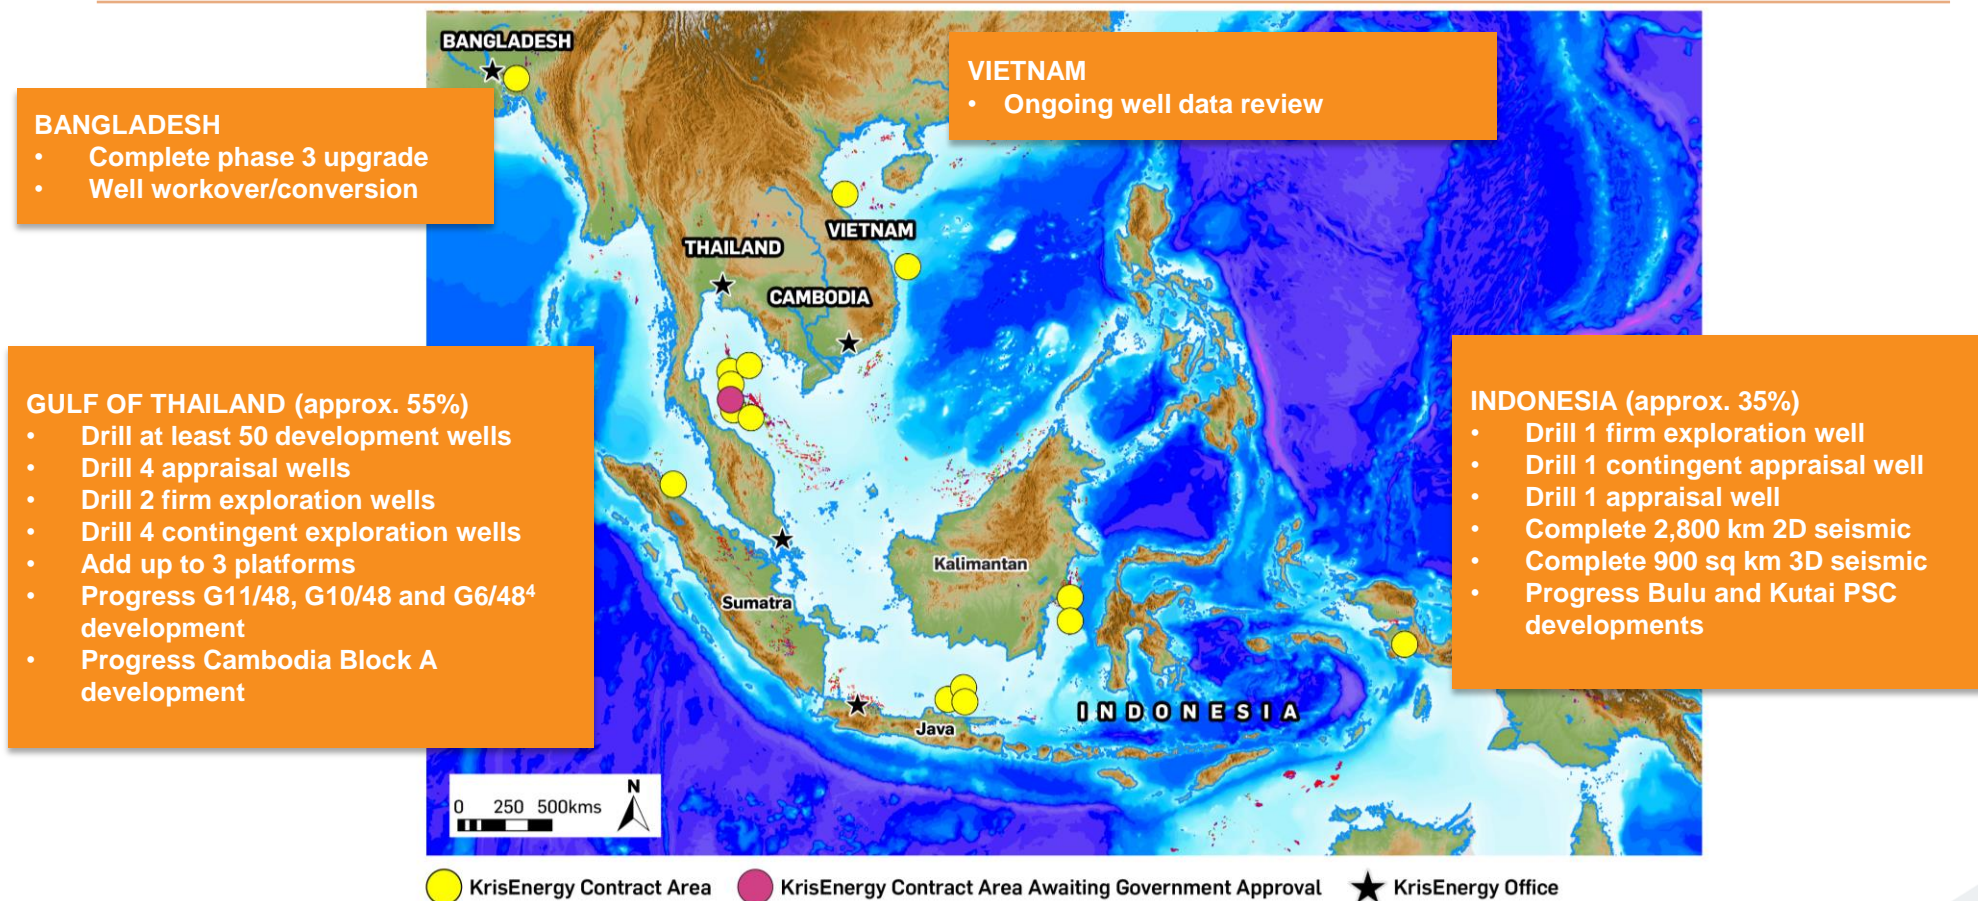 BANGLADESH
VIETNAM
• Ongoing well data review
BANGLADESH
• Complete phase 3 upgrade
• Well workover/conversion
VIETNAM
THAILAND
CAMBODIA
GULF OF THAILAND (approx. 55%)
• Drill at least 50 development wells
• Drill 4 appraisal wells
• Drill 2 firm exploration wells
• Drill 4 contingent exploration wells
• Add up to 3 platforms
• Progress G11/48, G10/48 and G6/48⁴
development
• Progress Cambodia Block A
development
INDONESIA (approx. 35%)
• Drill 1 firm exploration well
• Drill 1 contingent appraisal well
• Drill 1 appraisal well
• Complete 2,800 km 2D seismic
• Complete 900 sq km 3D seismic
• Progress Bulu and Kutai PSC
developments
Kalimantan
Sumatra
INDONESIA
Java
N
0 250 500kms
KrisEnergy Contract Area KrisEnergy Contract Area Awaiting Government Approval KrisEnergy Office